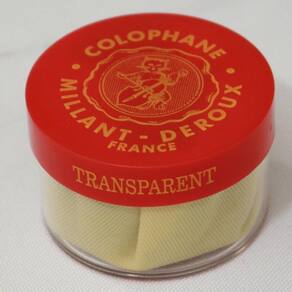 COLOPHANE
MILLANT - DEROUX
FRANCE
TRANSPARENT